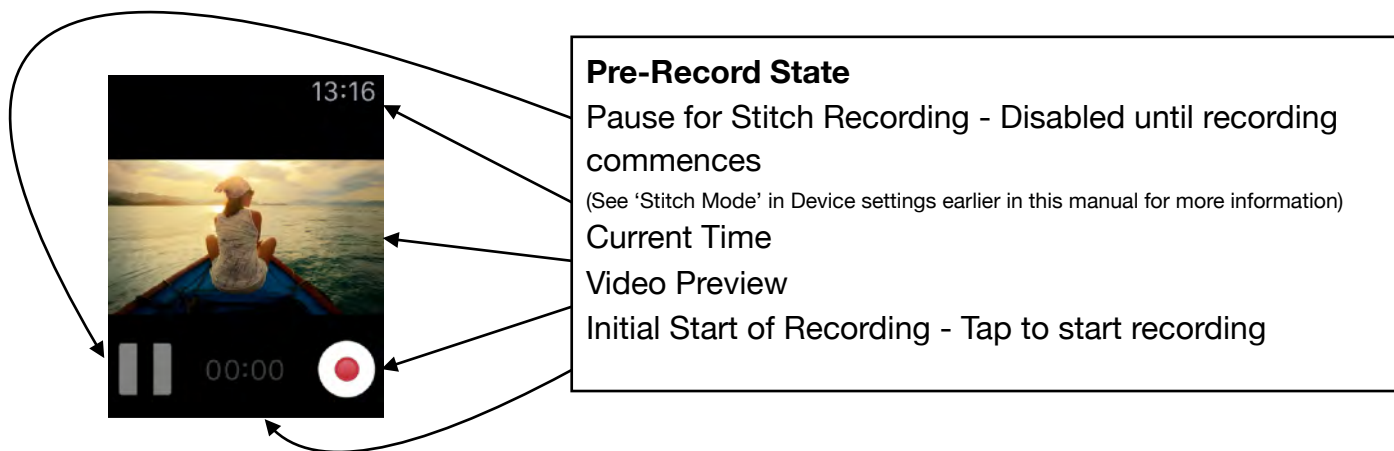 13:16
00:00
Pre-Record State
Pause for Stitch Recording - Disabled until recording
commences
(See ‘Stitch Mode’ in Device settings earlier in this manual for more information)
Current Time
Video Preview
Initial Start of Recording - Tap to start recording